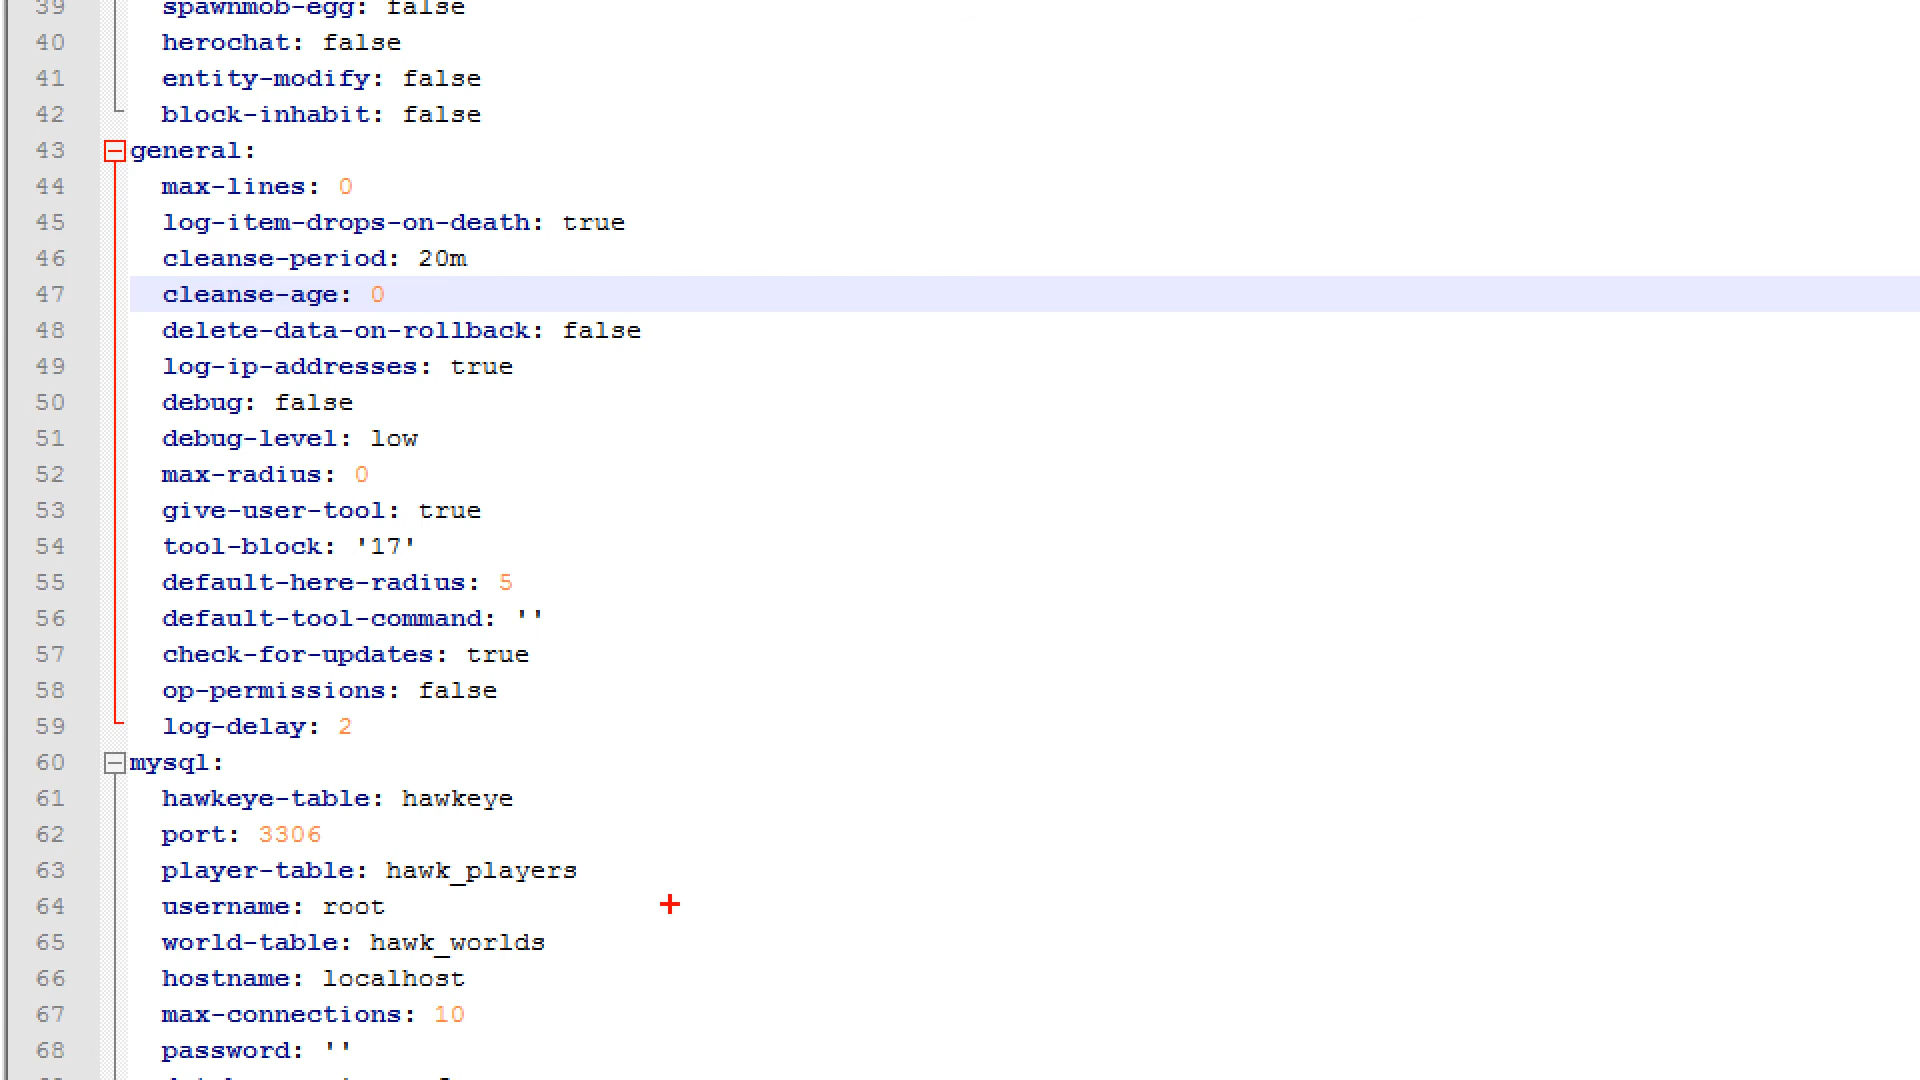 39 spawnmob-egg: false
40 herochat: false
41 entity-modify: false
42 block-inhabit: false
43 general:
44 max-lines: 0
45 log-item-drops-on-death: true
46 cleanse-period: 20m
47 cleanse-age: 0
48 delete-data-on-rollback: false
49 log-ip-addresses: true
50 debug: false
51 debug-level: low
52 max-radius: 0
53 give-user-tool: true
54 tool-block: '17'
55 default-here-radius: 5
56 default-tool-command: ''
57 check-for-updates: true
58 op-permissions: false
59 log-delay: 2
60 mysql:
61 hawkeye-table: hawkeye
62 port: 3306
63 player-table: hawk_players
64 username: root
65 world-table: hawk_worlds
66 hostname: localhost
67 max-connections: 10
68 password: ''